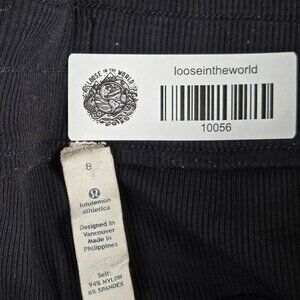 LOOSE IN THE WORLD
looseintheworld
10056
8
lululemon
athletica
Designed in
Vancouver
Made in
Philippines
Self:
94% NYLON
6% SPANDEX